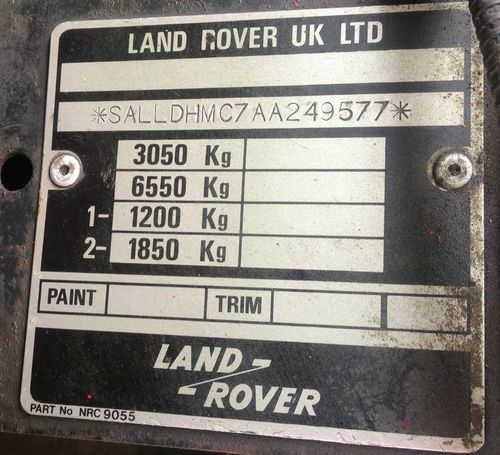 LAND ROVER UK LTD
*SALLDHMC7AA249577*
3050 Kg
6550 Kg
1- 1200 Kg
2- 1850 Kg
PAINT TRIM
LAND-
-ROVER
PART No NRC 9055